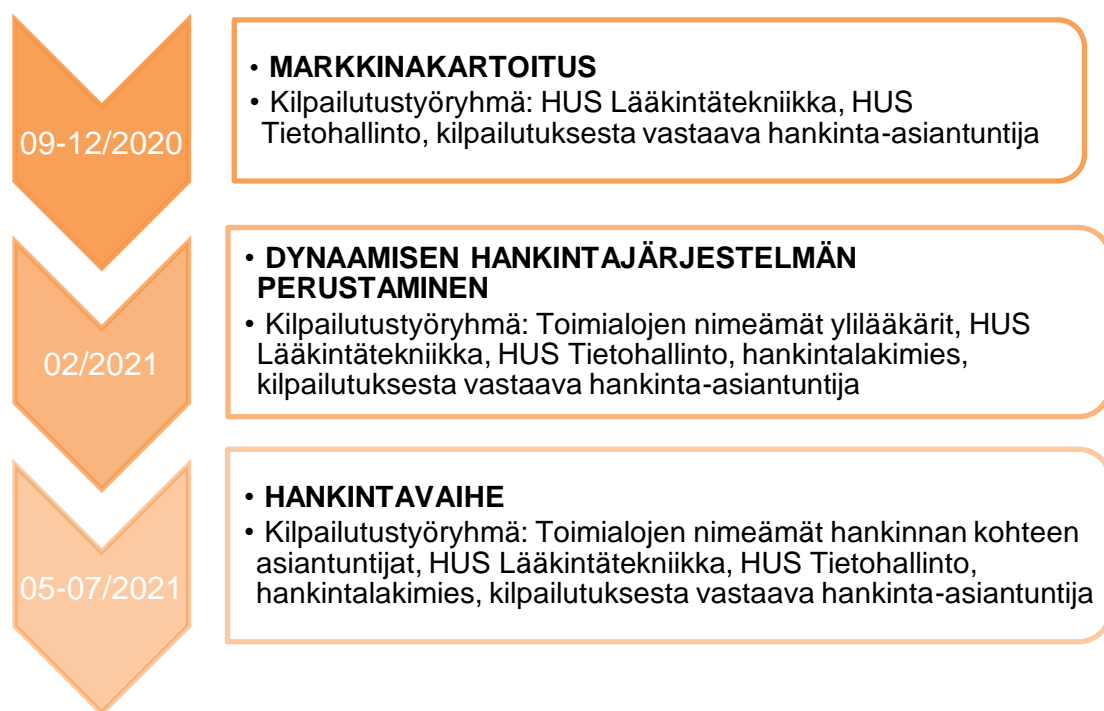 09-12/2020
• MARKKINAKARTOITUS
• Kilpailutustyöryhmä: HUS Lääkintätekniikka, HUS
Tietohallinto, kilpailutuksesta vastaava hankinta-asiantuntija
02/2021
• DYNAAMISEN HANKINTAJÄRJESTELMÄN
PERUSTAMINEN
• Kilpailutustyöryhmä: Toimialojen nimeämät ylilääkärit, HUS
Lääkintätekniikka, HUS Tietohallinto, hankintalakimies,
kilpailutuksesta vastaava hankinta-asiantuntija
05-07/2021
• HANKINTAVAIHE
• Kilpailutustyöryhmä: Toimialojen nimeämät hankinnan kohteen
asiantuntijat, HUS Lääkintätekniikka, HUS Tietohallinto,
hankintalakimies, kilpailutuksesta vastaava hankinta-asiantuntija